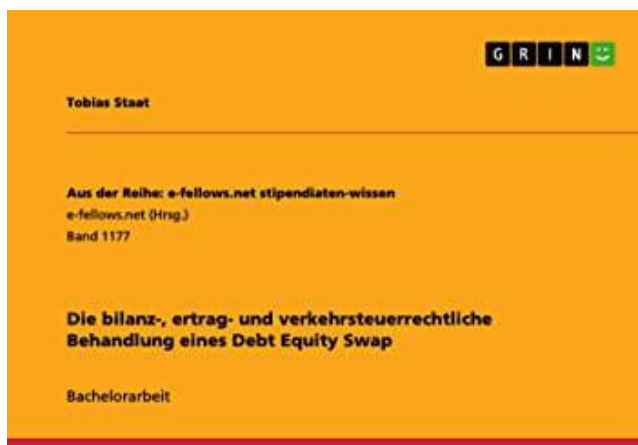 GRIN
Tobias Staat
Aus der Reihe: e-fellows.net stipendiaten-wissen
e-fellows.net (Hrsg.)
Band 1177
Die bilanz-, ertrag- und verkehrsteuerrechtliche
Behandlung eines Debt Equity Swap
Bachelorarbeit